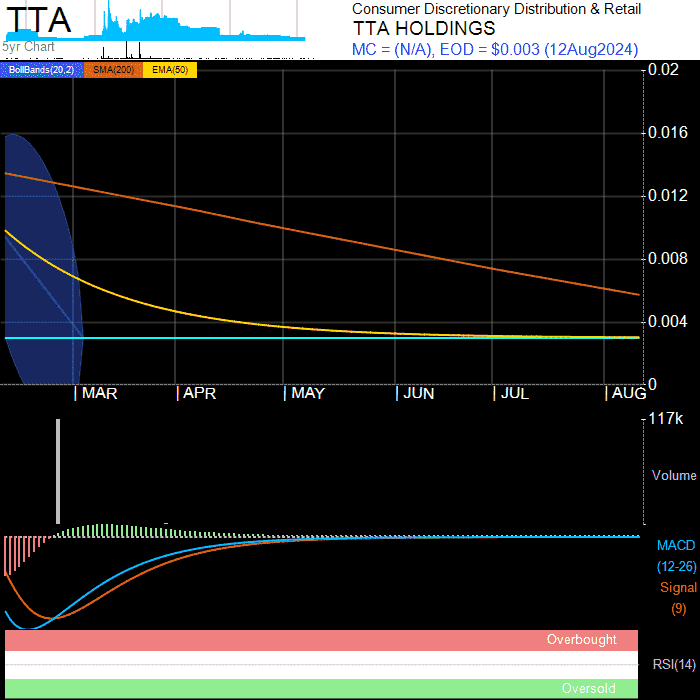 TTA
5yr Chart
Consumer Discretionary Distribution & Retail
TTA HOLDINGS
MC = (N/A), EOD = $0.003 (12Aug2024)
BollBands(20,2) SMA(200) EMA(50)
0.02
0.016
0.012
0.008
0.004
0
MAR APR MAY JUN JUL AUG
117k
Volume
MACD
(12-26)
Signal
(9)
Overbought
RSI(14)
Oversold